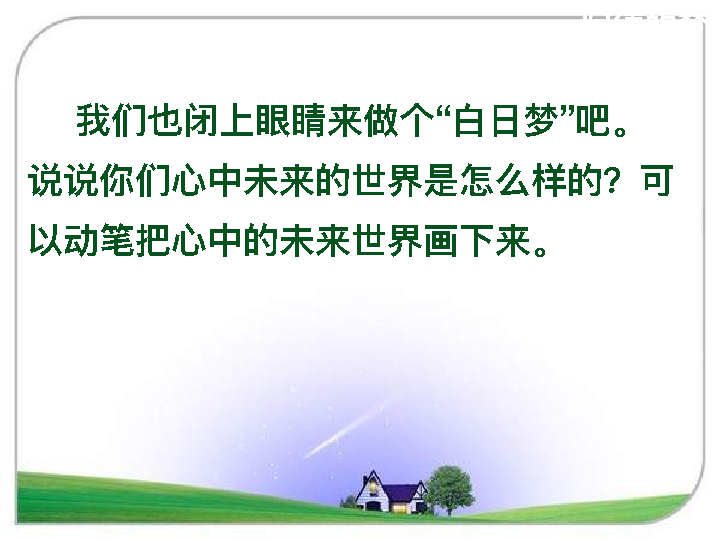 我们也闭上眼睛来做个“白日梦”吧。
说说你们心中未来的世界是怎么样的？可
以动笔把心中的未来世界画下来。